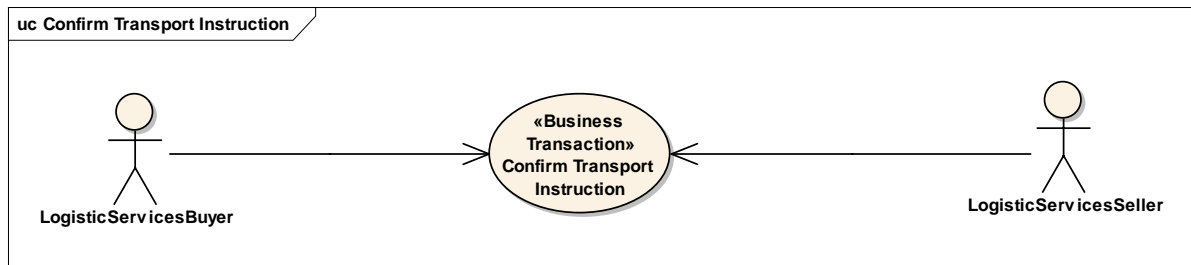 uc Confirm Transport Instruction
«Business
Transaction»
Confirm Transport
Instruction
LogisticServicesBuyer
LogisticServicesSeller